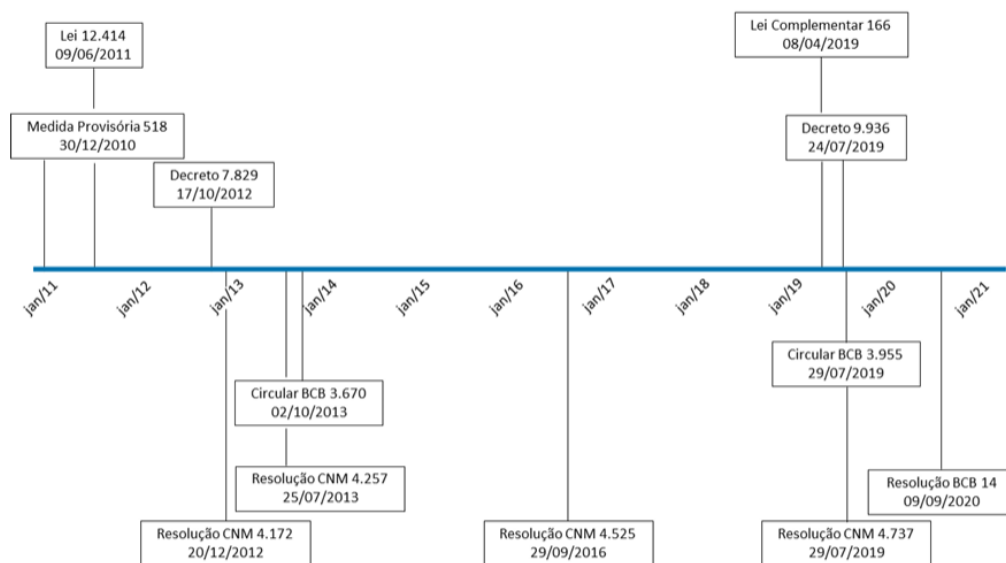 Lei 12.414
09/06/2011
Lei Complementar 166
08/04/2019
Medida Provisória 518
30/12/2010
Decreto 9.936
24/07/2019
Decreto 7.829
17/10/2012
jan/11
jan/12
jan/13
jan/14
jan/15
jan/16
jan/17
jan/18
jan/19
jan/20
jan/21
Circular BCB 3.955
29/07/2019
Circular BCB 3.670
02/10/2013
Resolução CNM 4.257
25/07/2013
Resolução BCB 14
09/09/2020
Resolução CNM 4.172
20/12/2012
Resolução CNM 4.525
29/09/2016
Resolução CNM 4.737
29/07/2019